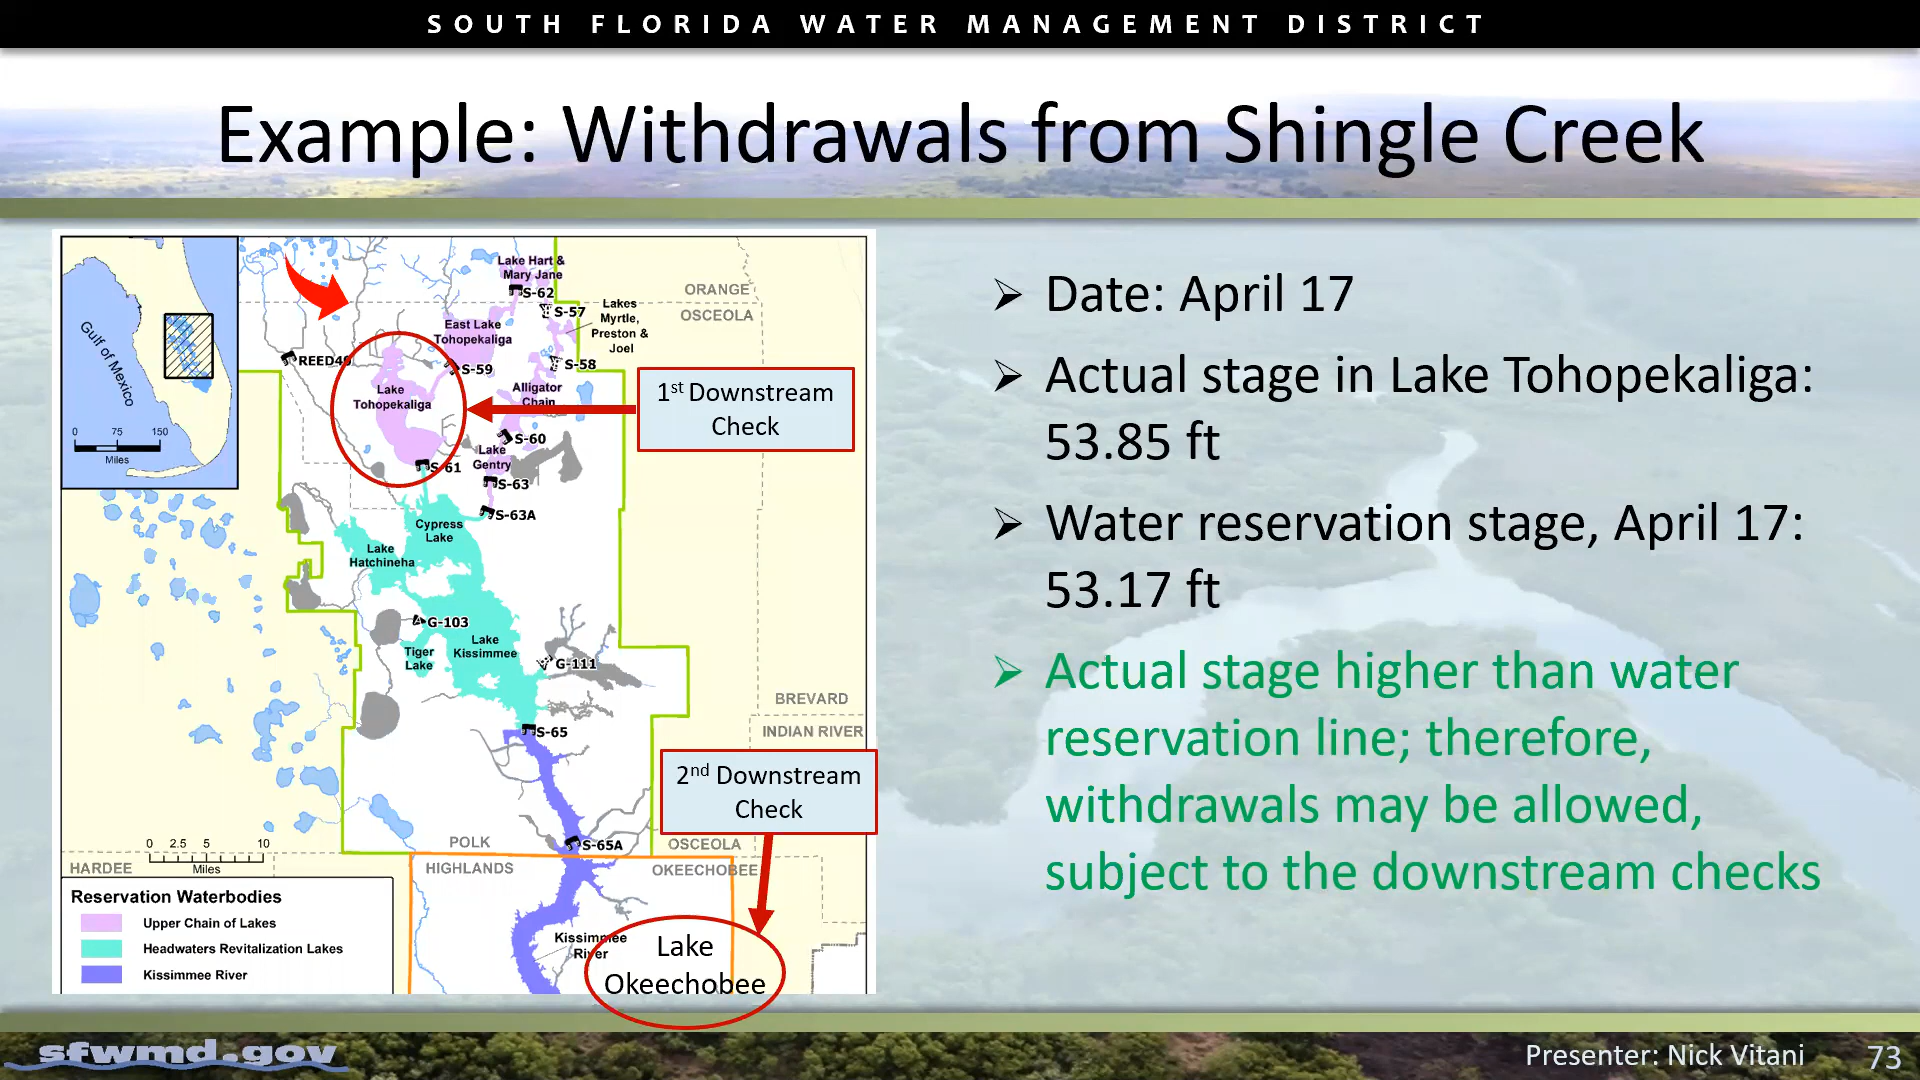 SOUTH FLORIDA WATER MANAGEMENT DISTRICT
Example: Withdrawals from Shingle Creek
Gulf of Mexico
0 75 150
Miles
Lake Hart &
Mary Jane
S-62
S-57
Lakes
Myrtle,
Preston &
Joel
ORANGE
OSCEOLA
East Lake
Tohopekaliga
REED40
S-59
S-58
Lake
Tohopekaliga
Alligator
Chain
1st Downstream
Check
S-60
Lake
Gentry
S-61
S-63
S-63A
Cypress
Lake
Lake
Hatchineha
G-103
Lake
Kissimmee
Tiger
Lake
G-111
BREVARD
INDIAN RIVER
S-65
2nd Downstream
Check
S-65A
POLK
OSCEOLA
HARDEE
HIGHLANDS
OKEECHOBEE
0 2.5 5 10
Miles
Reservation Waterbodies
Upper Chain of Lakes
Headwaters Revitalization Lakes
Kissimmee River
Kissimmee
River
Lake
Okeechobee
Date: April 17
Actual stage in Lake Tohopekaliga:
53.85 ft
Water reservation stage, April 17:
53.17 ft
Actual stage higher than water
reservation line; therefore,
withdrawals may be allowed,
subject to the downstream checks
sfwmd.gov
Presenter: Nick Vitani
73